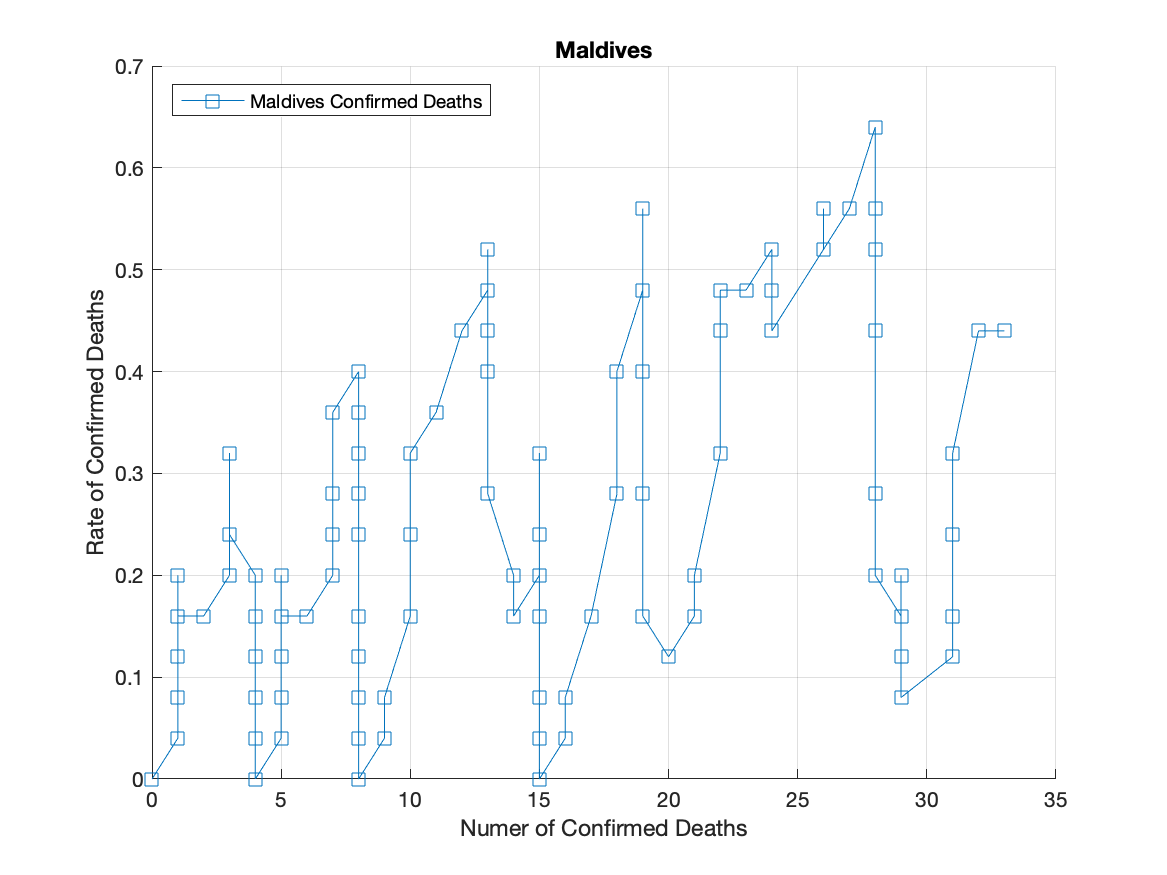 Maldives
Maldives Confirmed Deaths
Rate of Confirmed Deaths
0.7
0.6
0.5
0.4
0.3
0.2
0.1
0
0 5 10 15 20 25 30 35
Numer of Confirmed Deaths